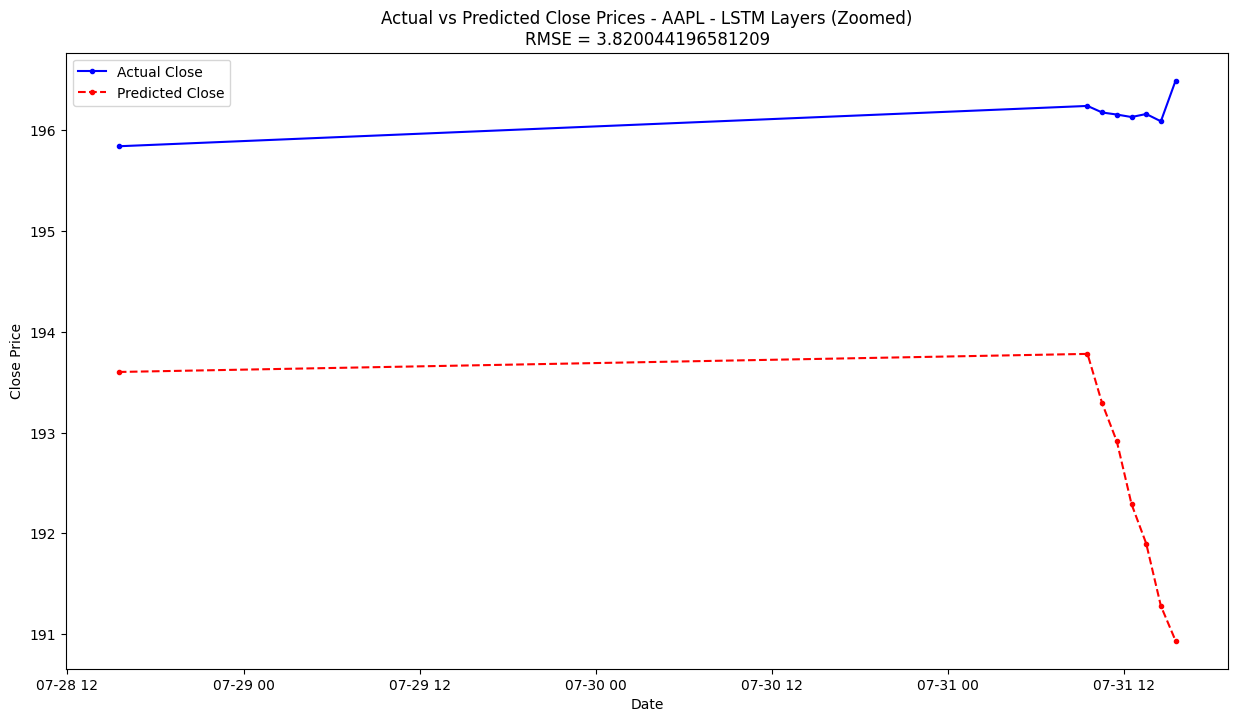 Actual vs Predicted Close Prices - AAPL - LSTM Layers (Zoomed)
RMSE = 3.820044196581209
Actual Close
Predicted Close
Close Price
196
195
194
193
192
191
07-28 12
07-29 00
07-29 12
07-30 00
07-30 12
07-31 00
07-31 12
Date